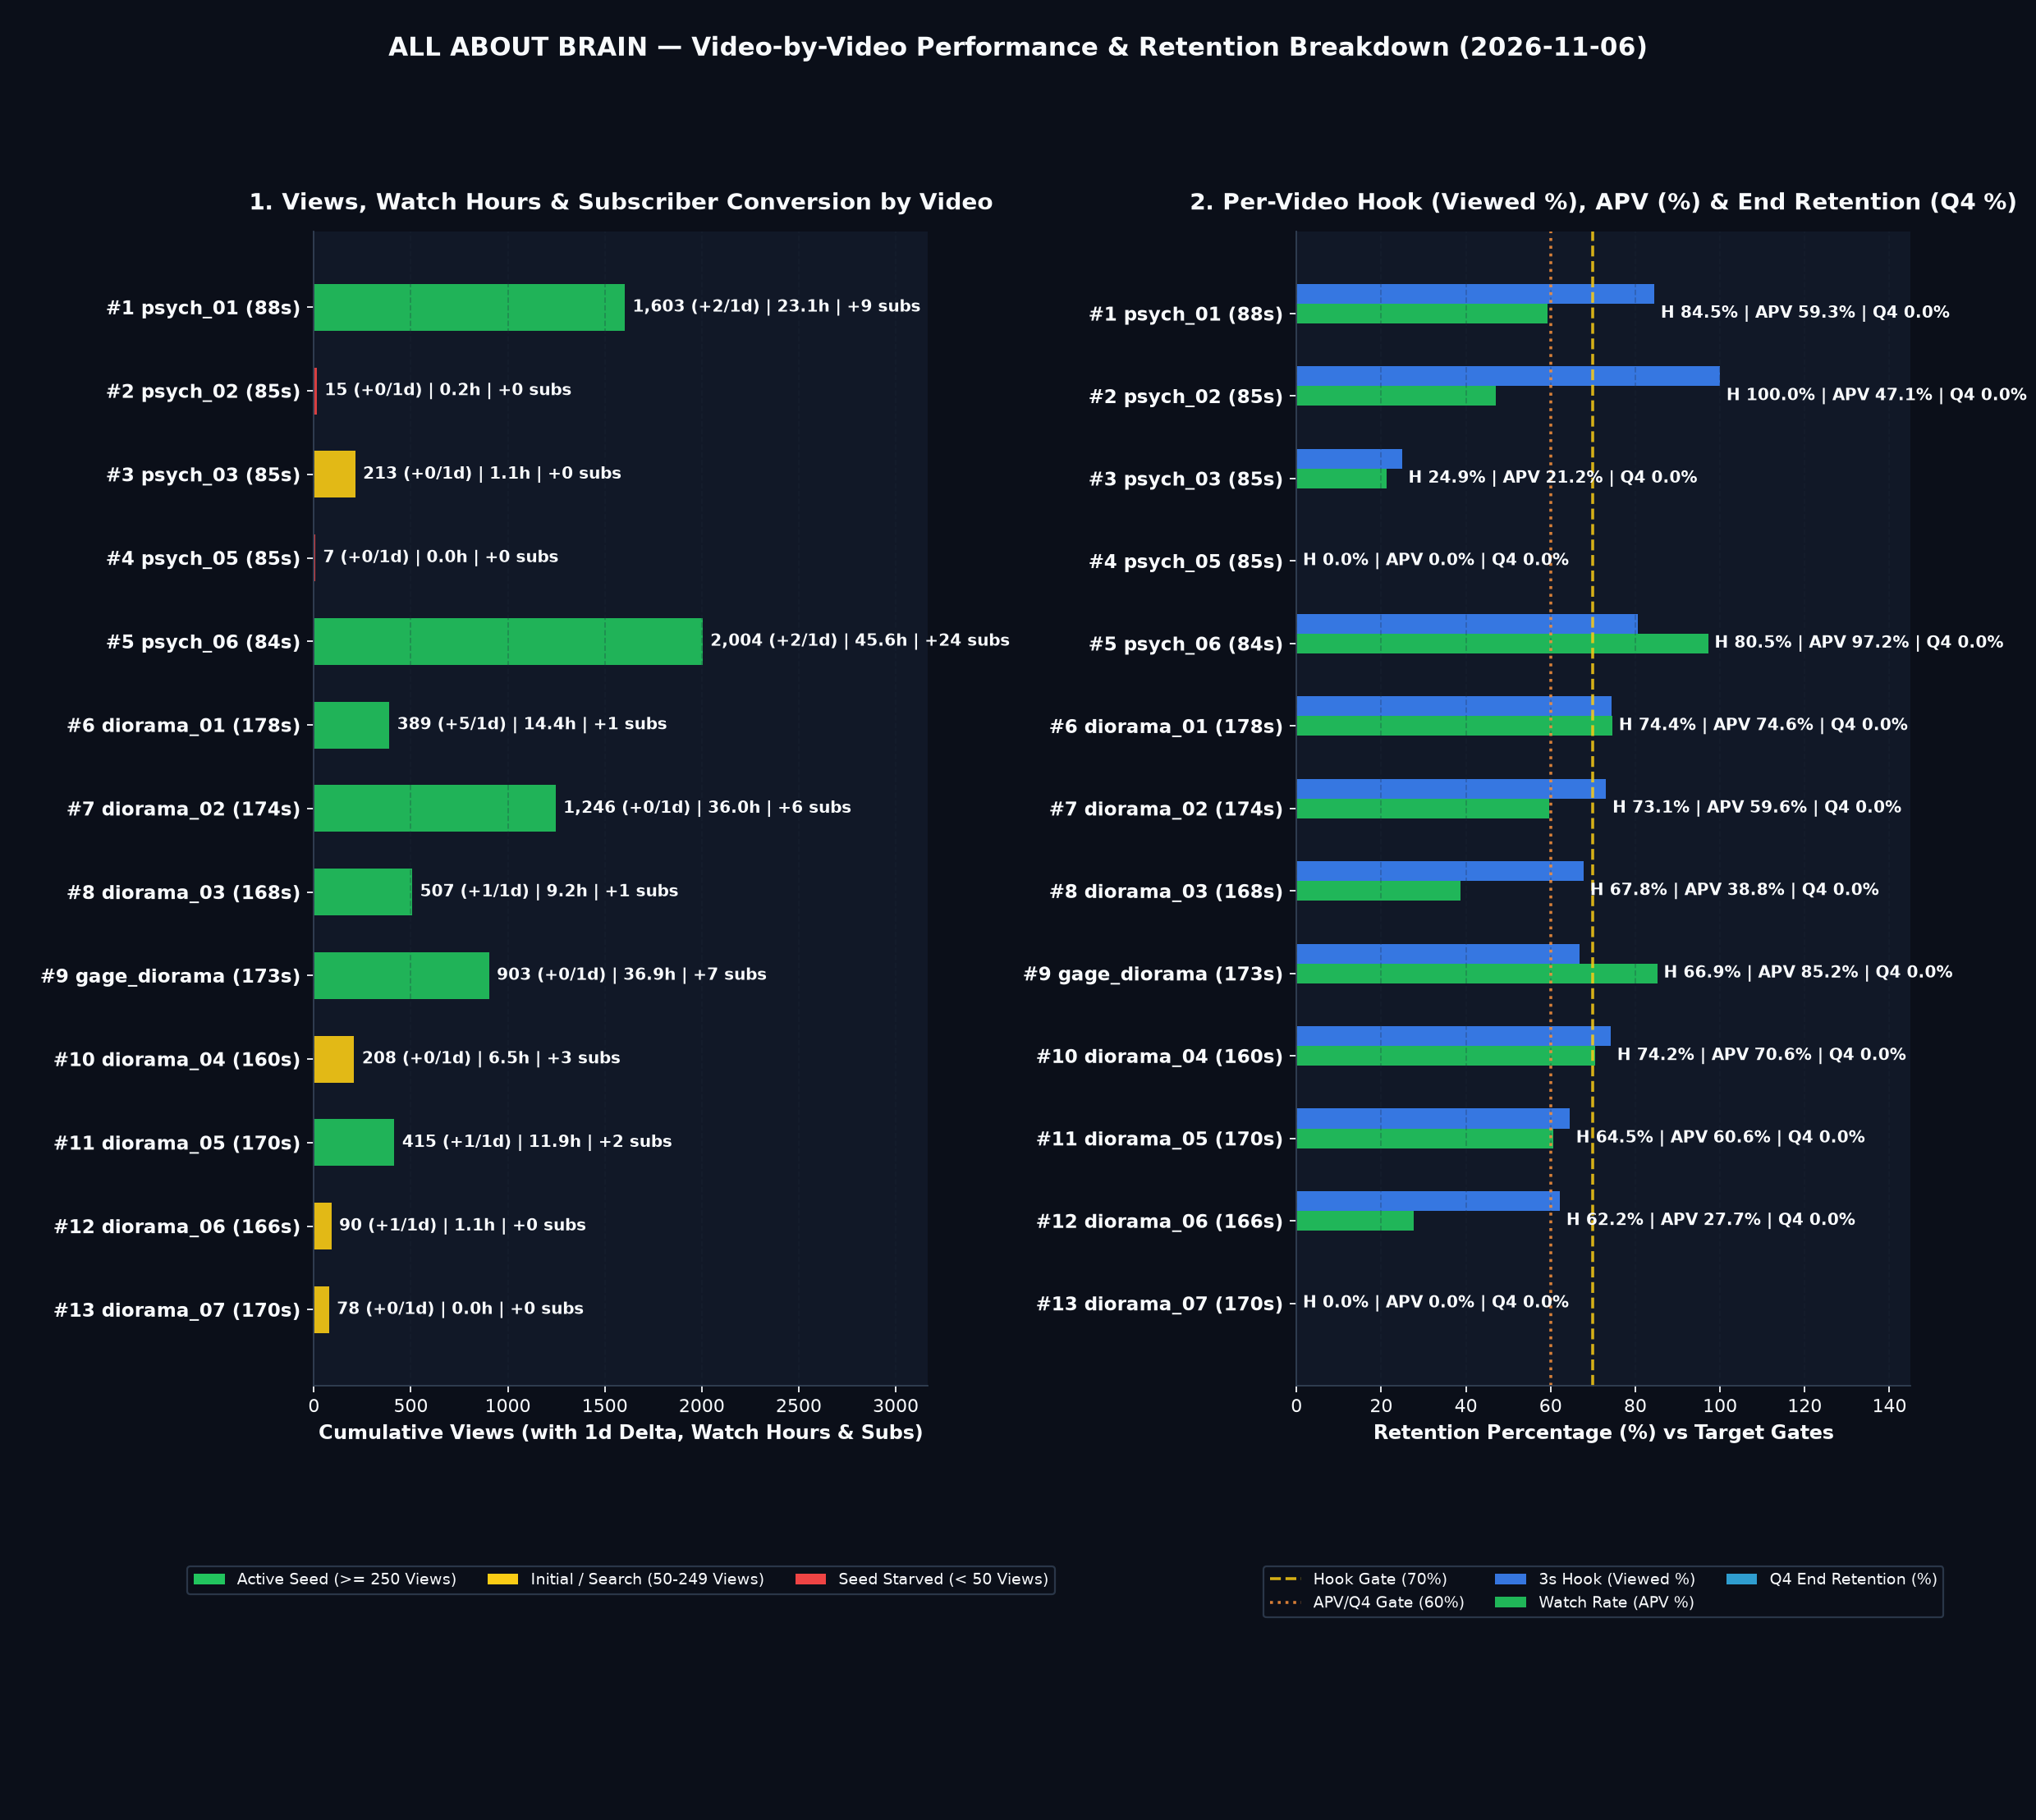 ALL ABOUT BRAIN — Video-by-Video Performance & Retention Breakdown (2026-11-06)
1. Views, Watch Hours & Subscriber Conversion by Video
#1 psych_01 (88s)
1,603 (+2/1d) | 23.1h | +9 subs
#2 psych_02 (85s)
15 (+0/1d) | 0.2h | +0 subs
#3 psych_03 (85s)
213 (+0/1d) | 1.1h | +0 subs
#4 psych_05 (85s)
7 (+0/1d) | 0.0h | +0 subs
#5 psych_06 (84s)
2,004 (+2/1d) | 45.6h | +24 subs
#6 diorama_01 (178s)
389 (+5/1d) | 14.4h | +1 subs
#7 diorama_02 (174s)
1,246 (+0/1d) | 36.0h | +6 subs
#8 diorama_03 (168s)
507 (+1/1d) | 9.2h | +1 subs
#9 gage_diorama (173s)
903 (+0/1d) | 36.9h | +7 subs
#10 diorama_04 (160s)
208 (+0/1d) | 6.5h | +3 subs
#11 diorama_05 (170s)
415 (+1/1d) | 11.9h | +2 subs
#12 diorama_06 (166s)
90 (+1/1d) | 1.1h | +0 subs
#13 diorama_07 (170s)
78 (+0/1d) | 0.0h | +0 subs
0 500 1000 1500 2000 2500 3000
Cumulative Views (with 1d Delta, Watch Hours & Subs)
Active Seed (>= 250 Views) Initial / Search (50-249 Views) Seed Starved (< 50 Views)
2. Per-Video Hook (Viewed %), APV (%) & End Retention (Q4 %)
#1 psych_01 (88s)
H 84.5% | APV 59.3% | Q4 0.0%
#2 psych_02 (85s)
H 100.0% | APV 47.1% | Q4 0.0%
#3 psych_03 (85s)
H 24.9% | APV 21.2% | Q4 0.0%
#4 psych_05 (85s)
H 0.0% | APV 0.0% | Q4 0.0%
#5 psych_06 (84s)
H 80.5% | APV 97.2% | Q4 0.0%
#6 diorama_01 (178s)
H 74.4% | APV 74.6% | Q4 0.0%
#7 diorama_02 (174s)
H 73.1% | APV 59.6% | Q4 0.0%
#8 diorama_03 (168s)
H 67.8% | APV 38.8% | Q4 0.0%
#9 gage_diorama (173s)
H 66.9% | APV 85.2% | Q4 0.0%
#10 diorama_04 (160s)
H 74.2% | APV 70.6% | Q4 0.0%
#11 diorama_05 (170s)
H 64.5% | APV 60.6% | Q4 0.0%
#12 diorama_06 (166s)
H 62.2% | APV 27.7% | Q4 0.0%
#13 diorama_07 (170s)
H 0.0% | APV 0.0% | Q4 0.0%
0 20 40 60 80 100 120 140
Retention Percentage (%) vs Target Gates
Hook Gate (70%) 3s Hook (Viewed %) Q4 End Retention (%)
APV/Q4 Gate (60%) Watch Rate (APV %)